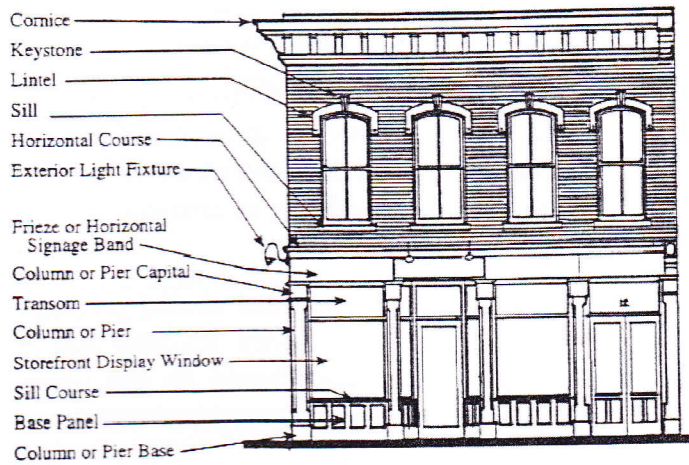 Cornice
Keystone
Lintel
Sill
Horizontal Course
Exterior Light Fixture
Frieze or Horizontal
Signage Band
Column or Pier Capital
Transom
Column or Pier
Storefront Display Window
Sill Course
Base Panel
Column or Pier Base